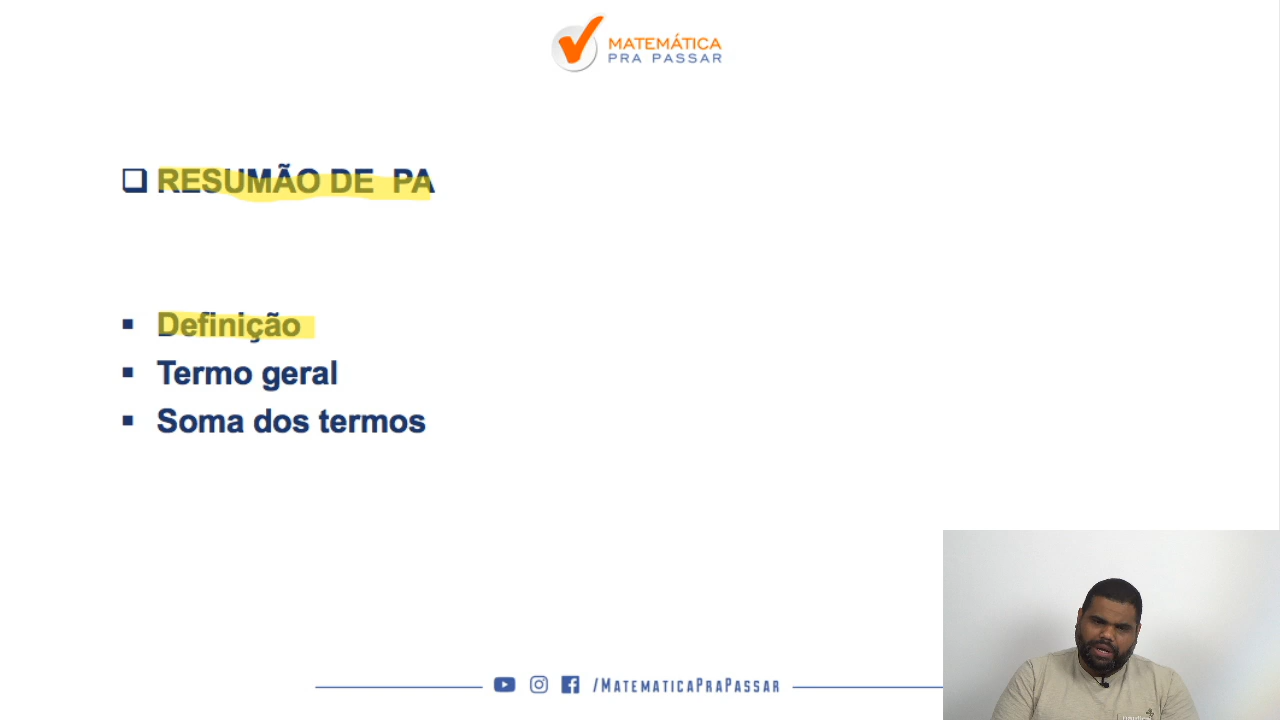 MATEMÁTICA
PRA PASSAR
RESUMÃO DE PA
Definição
Termo geral
Soma dos termos
/MATEMATICAPRAPASSAR